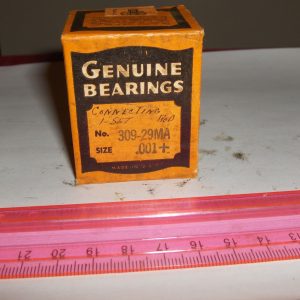 GENUINE
BEARINGS
CONNECTING
1-SET ROD
No. 309-29MA
SIZE .001+
MADE IN U.S.A.
21 20 19 18 17 16 15 14 13